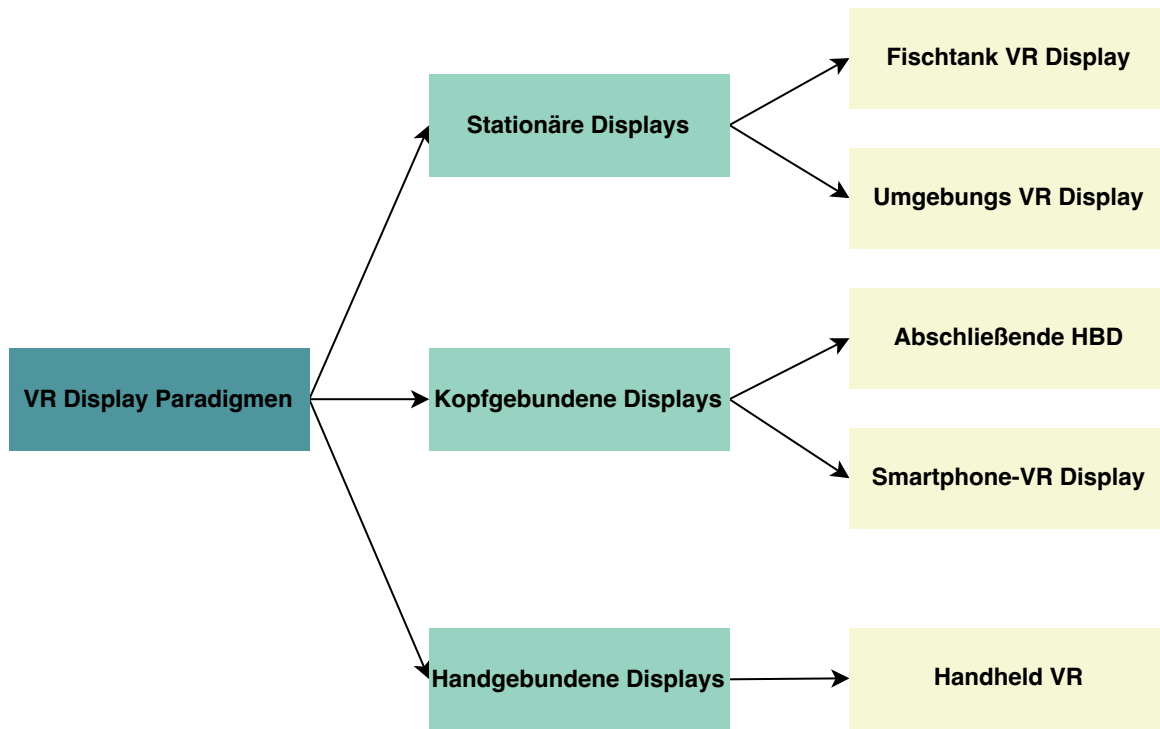 VR Display Paradigmen
Stationäre Displays
Fischtank VR Display
Umgebungs VR Display
Kopfgebundene Displays
Abschließende HBD
Smartphone-VR Display
Handgebundene Displays
Handheld VR